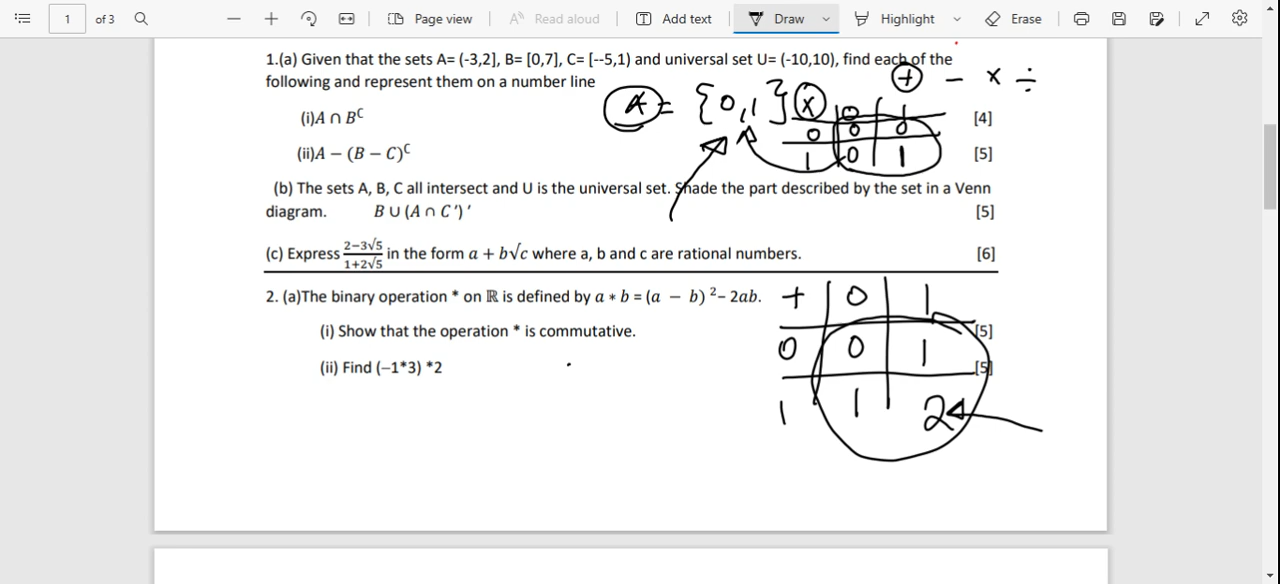 1 of 3 Page view Read aloud Add text Draw Highlight Erase
1.(a) Given that the sets A= (-3,2], B= [0,7], C= [--5,1) and universal set U= (-10,10), find each of the
following and represent them on a number line
+ − × ÷
A = {0,1}
× 0 1
(i)A ∩ Bᶜ [4]
0 0 0
(ii)A − (B − C)ᶜ [5]
1 0 1
(b) The sets A, B, C all intersect and U is the universal set. Shade the part described by the set in a Venn
diagram. B ∪ (A ∩ C′)′ [5]
(c) Express (2−3√5)/(1+2√5) in the form a + b√c where a, b and c are rational numbers. [6]
2. (a)The binary operation * on ℝ is defined by a * b = (a − b) ²− 2ab.
+ 0 1
(i) Show that the operation * is commutative. [5]
0 0 1
(ii) Find (−1*3) *2 [5]
1 1 2